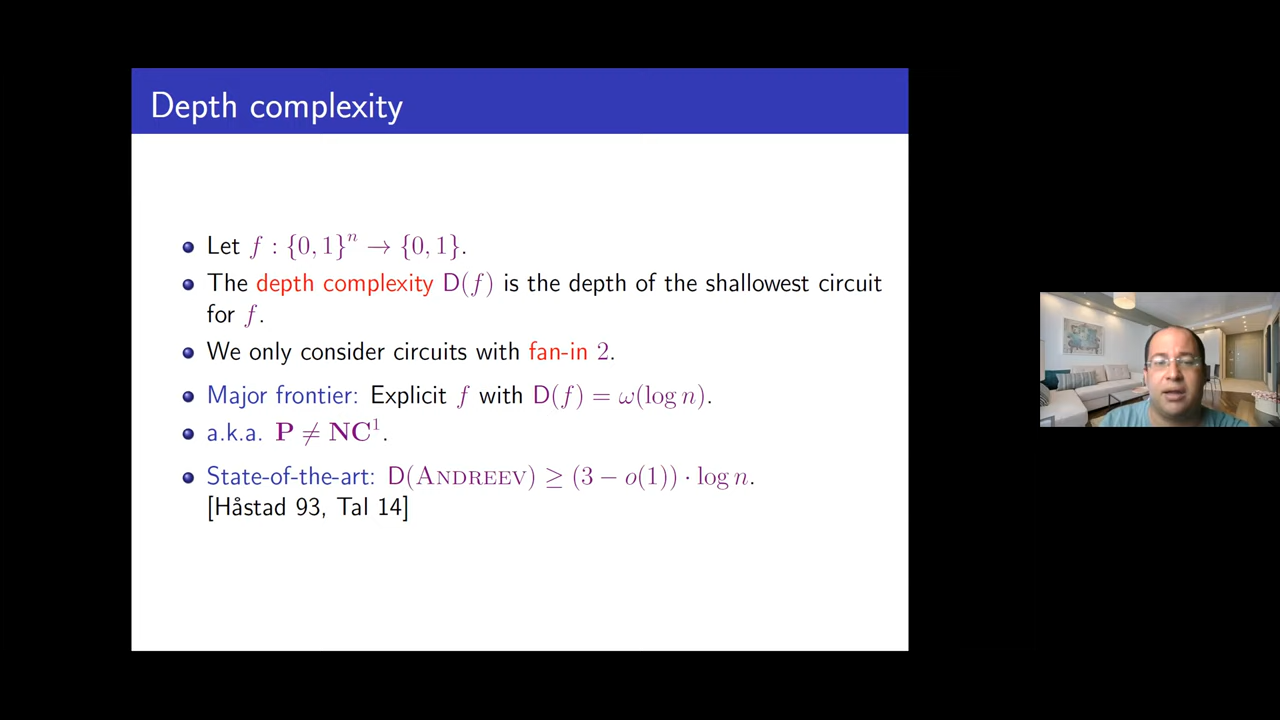 Depth complexity
Let f : {0, 1}ⁿ → {0, 1}.
The depth complexity D(f) is the depth of the shallowest circuit
for f.
We only consider circuits with fan-in 2.
Major frontier: Explicit f with D(f) = ω(log n).
a.k.a. P ≠ NC¹.
State-of-the-art: D(ANDREEV) ≥ (3 − o(1)) · log n.
[Håstad 93, Tal 14]